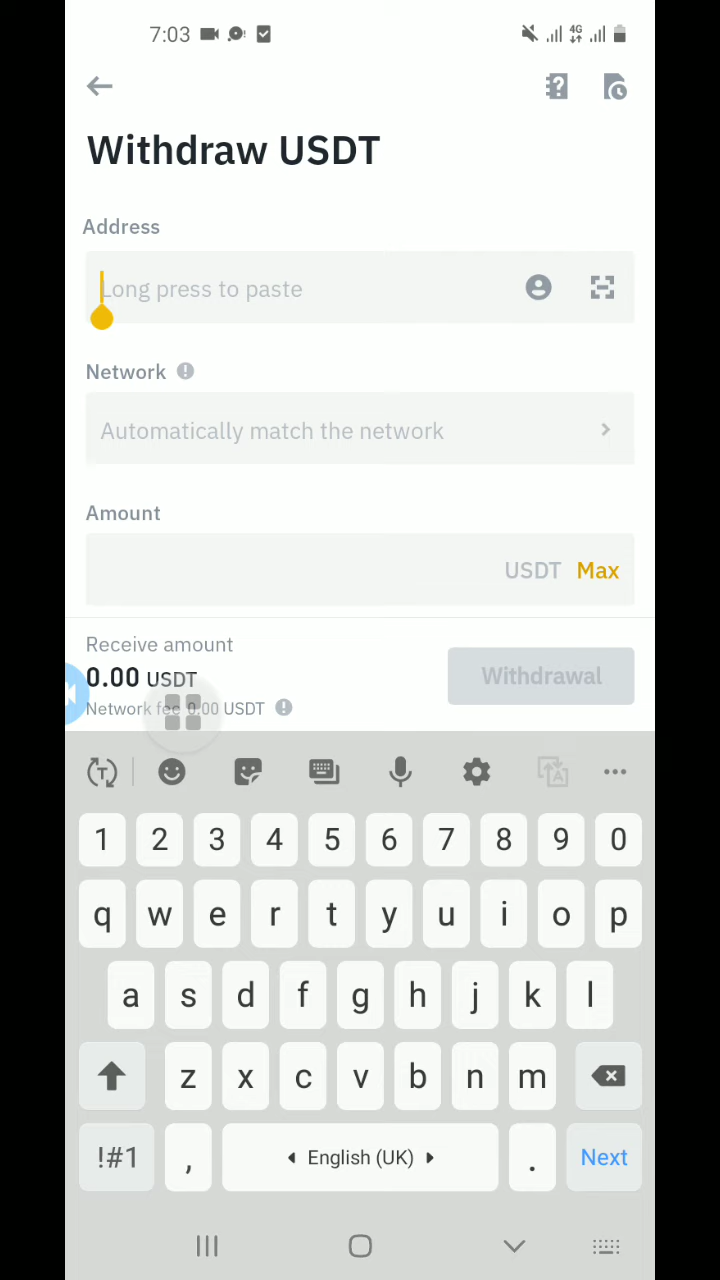 7:03
4G
Withdraw USDT
Address
Long press to paste
Network
Automatically match the network
Amount
USDT Max
Receive amount
0.00 USDT
Withdrawal
Network fee 0.00 USDT
T A
1 2 3 4 5 6 7 8 9 0
q w e r t y u i o p
a s d f g h j k l
z x c v b n m
!#1 , English (UK) . Next